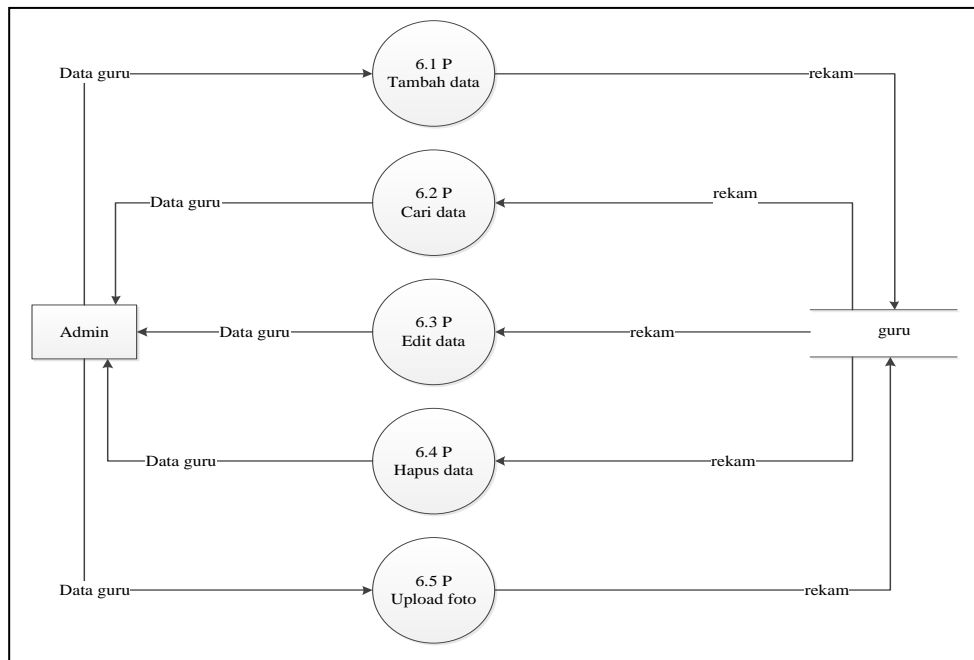 Data guru
6.1 P
Tambah data
rekam
Data guru
6.2 P
Cari data
rekam
Admin
Data guru
6.3 P
Edit data
rekam
guru
Data guru
6.4 P
Hapus data
rekam
Data guru
6.5 P
Upload foto
rekam